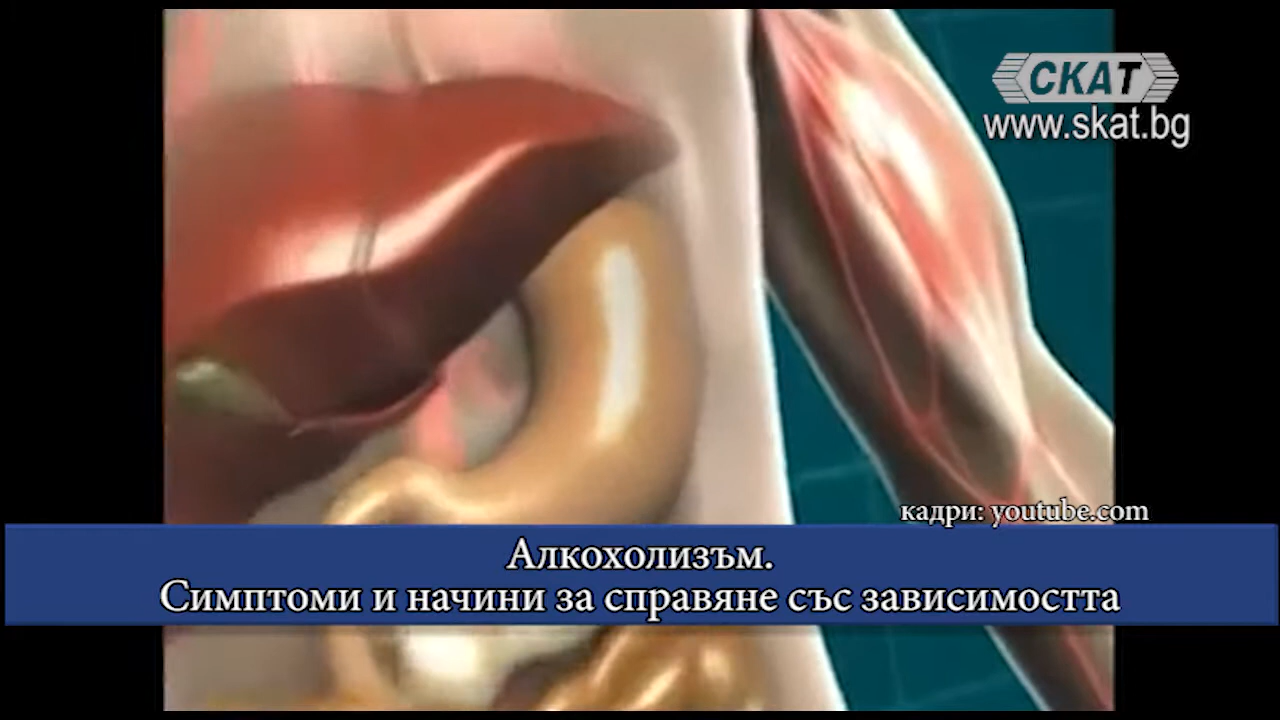 СКАТ
www.skat.bg
кадри: youtube.com
Алкохолизъм.
Симптоми и начини за справяне със зависимостта